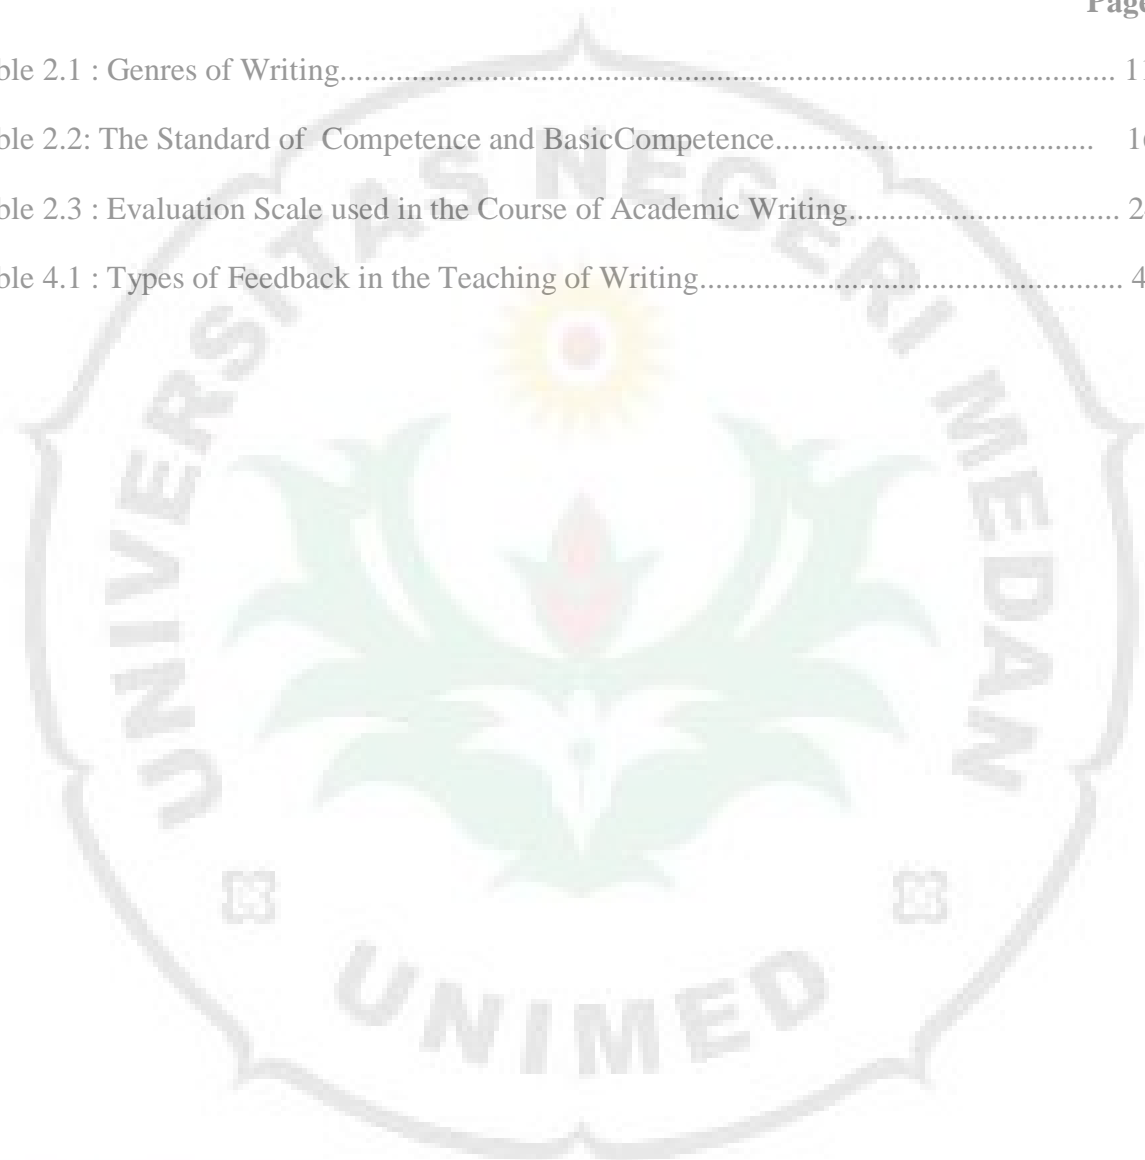 Page
ble 2.1 : Genres of Writing.................................................................................................
ble 2.2: The Standard of Competence and BasicCompetence........................................
ble 2.3 : Evaluation Scale used in the Course of Academic Writing.................................. 2
ble 4.1 : Types of Feedback in the Teaching of Writing..................................................... 4
UNIVERSITAS NEGERI MEDAN
UNIMED